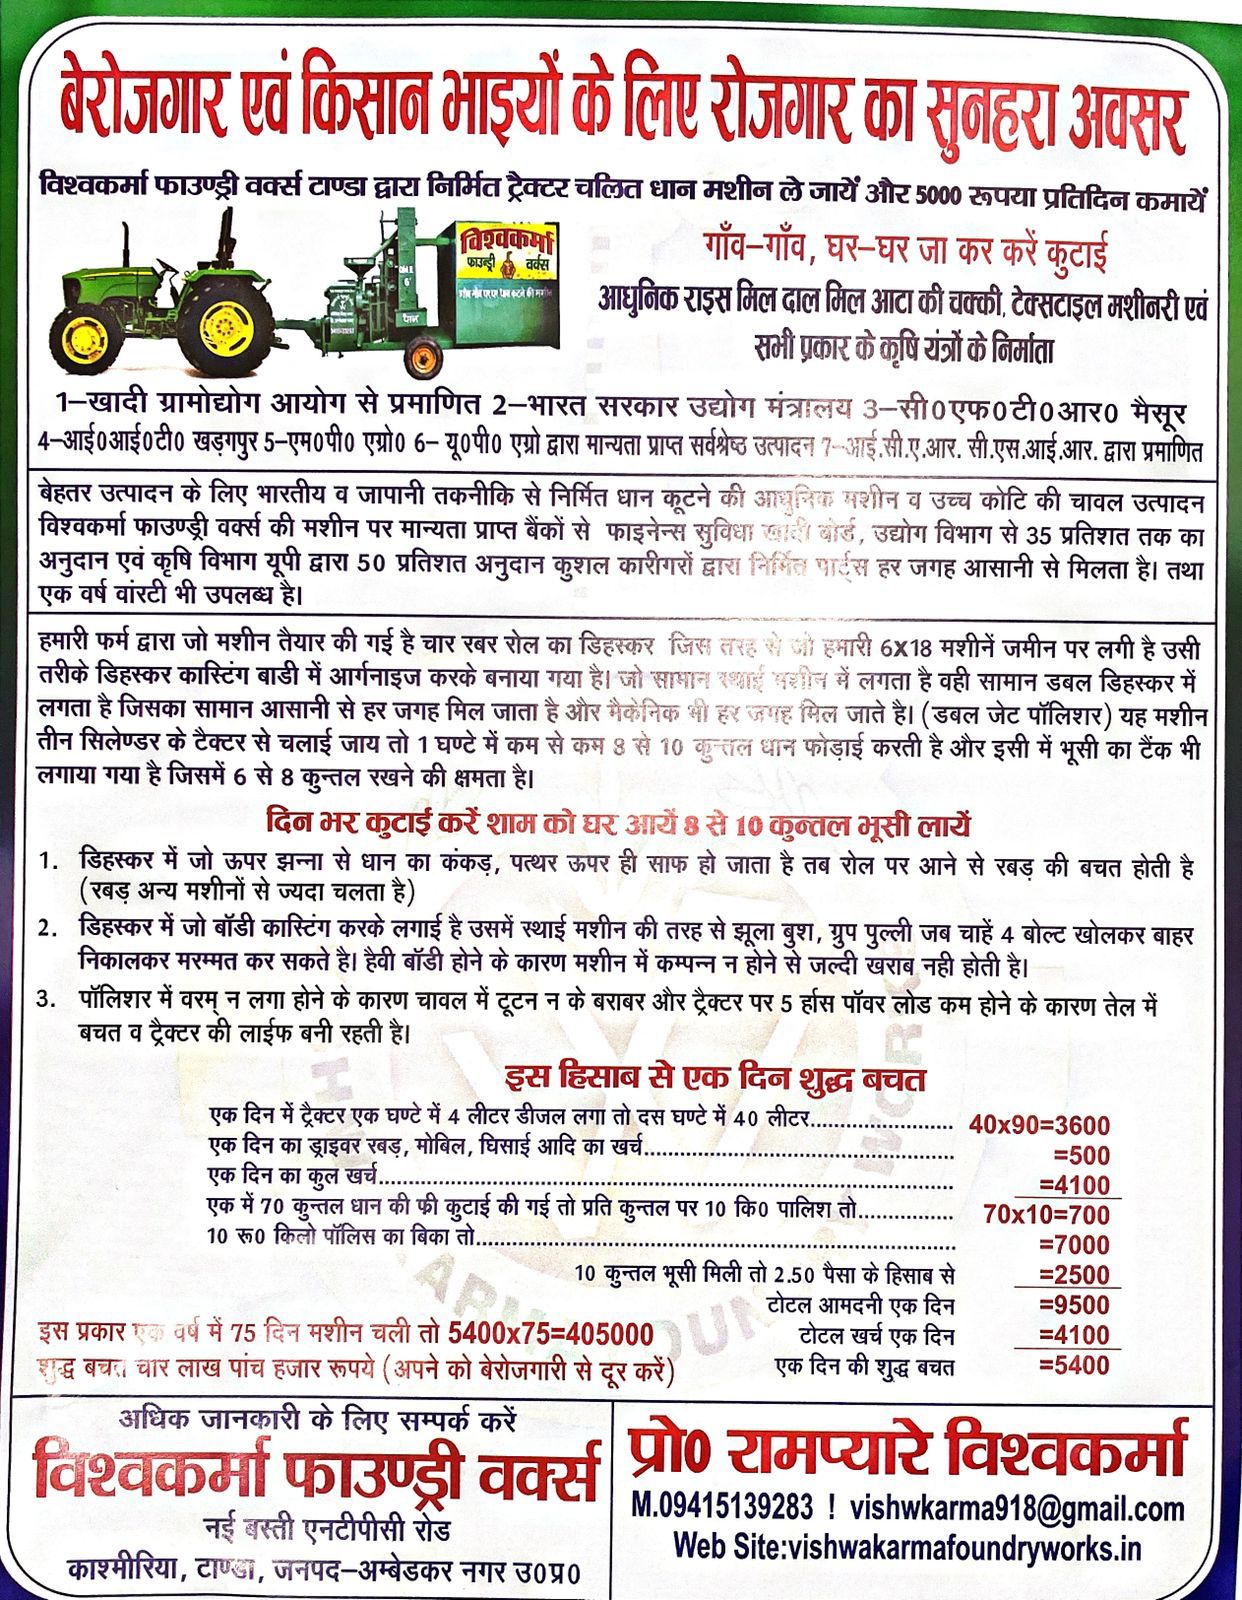 बेरोजगार एवं किसान भाइयों के लिए रोजगार का सुनहरा अवसर
विश्वकर्मा फाउण्ड्री वर्क्स टाण्डा द्वारा निर्मित ट्रैक्टर चलित धान मशीन ले जायें और 5000 रूपया प्रतिदिन कमायें
विश्वकर्मा
फाउन्ड्री वर्क्स
धान
गाँव–गाँव, घर–घर जा कर करें कुटाई
आधुनिक राइस मिल दाल मिल आटा की चक्की, टेक्सटाइल मशीनरी एवं
सभी प्रकार के कृषि यंत्रों के निर्माता
1–खादी ग्रामोद्योग आयोग से प्रमाणित 2–भारत सरकार उद्योग मंत्रालय 3–सी0एफ0टी0आर0 मैसूर
4–आई0आई0टी0 खड़गपुर 5–एम0पी0 एग्रो0 6– यू0पी0 एग्रो द्वारा मान्यता प्राप्त सर्वश्रेष्ठ उत्पादन 7–आई.सी.ए.आर. सी.एस.आई.आर. द्वारा प्रमाणित
बेहतर उत्पादन के लिए भारतीय व जापानी तकनीकि से निर्मित धान कूटने की आधुनिक मशीन व उच्च कोटि की चावल उत्पादन
विश्वकर्मा फाउण्ड्री वर्क्स की मशीन पर मान्यता प्राप्त बैंकों से फाइनेन्स सुविधा खादी बोर्ड, उद्योग विभाग से 35 प्रतिशत तक का
अनुदान एवं कृषि विभाग यूपी द्वारा 50 प्रतिशत अनुदान कुशल कारीगरों द्वारा निर्मित पार्ट्स हर जगह आसानी से मिलता है। तथा
एक वर्ष वांरटी भी उपलब्ध है।
हमारी फर्म द्वारा जो मशीन तैयार की गई है चार रबर रोल का डिहस्कर जिस तरह से जो हमारी 6x18 मशीनें जमीन पर लगी है उसी
तरीके डिहस्कर कास्टिंग बाडी में आर्गनाइज करके बनाया गया है। जो सामान स्थाई मशीन में लगता है वही सामान डबल डिहस्कर में
लगता है जिसका सामान आसानी से हर जगह मिल जाता है और मैकेनिक भी हर जगह मिल जाते है। (डबल जेट पॉलिशर) यह मशीन
तीन सिलेण्डर के टैक्टर से चलाई जाय तो 1 घण्टे में कम से कम 8 से 10 कुन्तल धान फोड़ाई करती है और इसी में भूसी का टैंक भी
लगाया गया है जिसमें 6 से 8 कुन्तल रखने की क्षमता है।
दिन भर कुटाई करें शाम को घर आयें 8 से 10 कुन्तल भूसी लायें
1. डिहस्कर में जो ऊपर झन्ना से धान का कंकड़, पत्थर ऊपर ही साफ हो जाता है तब रोल पर आने से रबड़ की बचत होती है
(रबड़ अन्य मशीनों से ज्यदा चलता है)
2. डिहस्कर में जो बॉडी कास्टिंग करके लगाई है उसमें स्थाई मशीन की तरह से झूला बुश, ग्रुप पुल्ली जब चाहें 4 बोल्ट खोलकर बाहर
निकालकर मरम्मत कर सकते है। हैवी बॉडी होने के कारण मशीन में कम्पन्न न होने से जल्दी खराब नही होती है।
3. पॉलिशर में वरम् न लगा होने के कारण चावल में टूटन न के बराबर और ट्रैक्टर पर 5 हॉस पॉवर लोड कम होने के कारण तेल में
बचत व ट्रैक्टर की लाईफ बनी रहती है।
इस हिसाब से एक दिन शुद्ध बचत
एक दिन में ट्रैक्टर एक घण्टे में 4 लीटर डीजल लगा तो दस घण्टे में 40 लीटर........................ 40x90=3600
एक दिन का ड्राइवर रबड़, मोबिल, घिसाई आदि का खर्च.................................................... =500
एक दिन का कुल खर्च........................................................................................ =4100
एक में 70 कुन्तल धान की फी कुटाई की गई तो प्रति कुन्तल पर 10 कि0 पालिश तो................ 70x10=700
10 रू0 किलो पॉलिस का बिका तो.......................................................................... =7000
10 कुन्तल भूसी मिली तो 2.50 पैसा के हिसाब से =2500
टोटल आमदनी एक दिन =9500
टोटल खर्च एक दिन =4100
एक दिन की शुद्ध बचत =5400
इस प्रकार एक वर्ष में 75 दिन मशीन चली तो 5400x75=405000
शुद्ध बचत चार लाख पांच हजार रूपये (अपने को बेरोजगारी से दूर करें)
अधिक जानकारी के लिए सम्पर्क करें
विश्वकर्मा फाउण्ड्री वर्क्स
नई बस्ती एनटीपीसी रोड
काश्मीरिया, टाण्डा, जनपद–अम्बेडकर नगर उ0प्र0
प्रो0 रामप्यारे विश्वकर्मा
M.09415139283 ! vishwkarma918@gmail.com
Web Site:vishwakarmafoundryworks.in